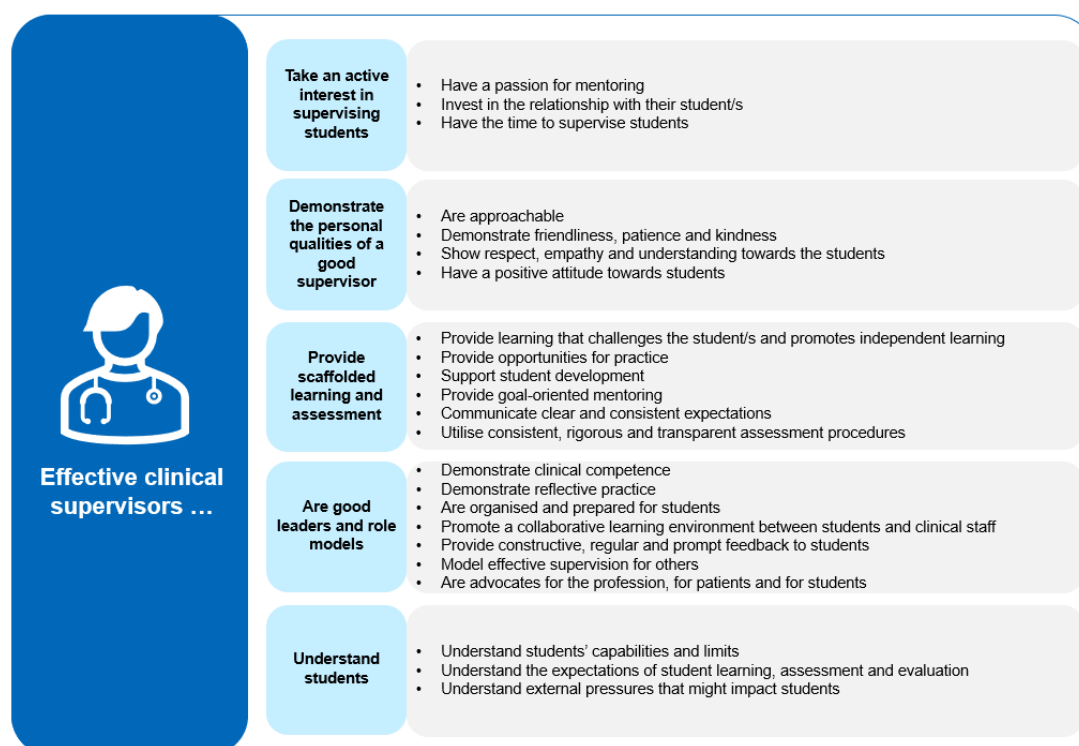 Effective clinical
supervisors …
Take an active
interest in
supervising
students
• Have a passion for mentoring
• Invest in the relationship with their student/s
• Have the time to supervise students
Demonstrate
the personal
qualities of a
good
supervisor
• Are approachable
• Demonstrate friendliness, patience and kindness
• Show respect, empathy and understanding towards the students
• Have a positive attitude towards students
Provide
scaffolded
learning and
assessment
• Provide learning that challenges the student/s and promotes independent learning
• Provide opportunities for practice
• Support student development
• Provide goal-oriented mentoring
• Communicate clear and consistent expectations
• Utilise consistent, rigorous and transparent assessment procedures
Are good
leaders and role
models
• Demonstrate clinical competence
• Demonstrate reflective practice
• Are organised and prepared for students
• Promote a collaborative learning environment between students and clinical staff
• Provide constructive, regular and prompt feedback to students
• Model effective supervision for others
• Are advocates for the profession, for patients and for students
Understand
students
• Understand students’ capabilities and limits
• Understand the expectations of student learning, assessment and evaluation
• Understand external pressures that might impact students